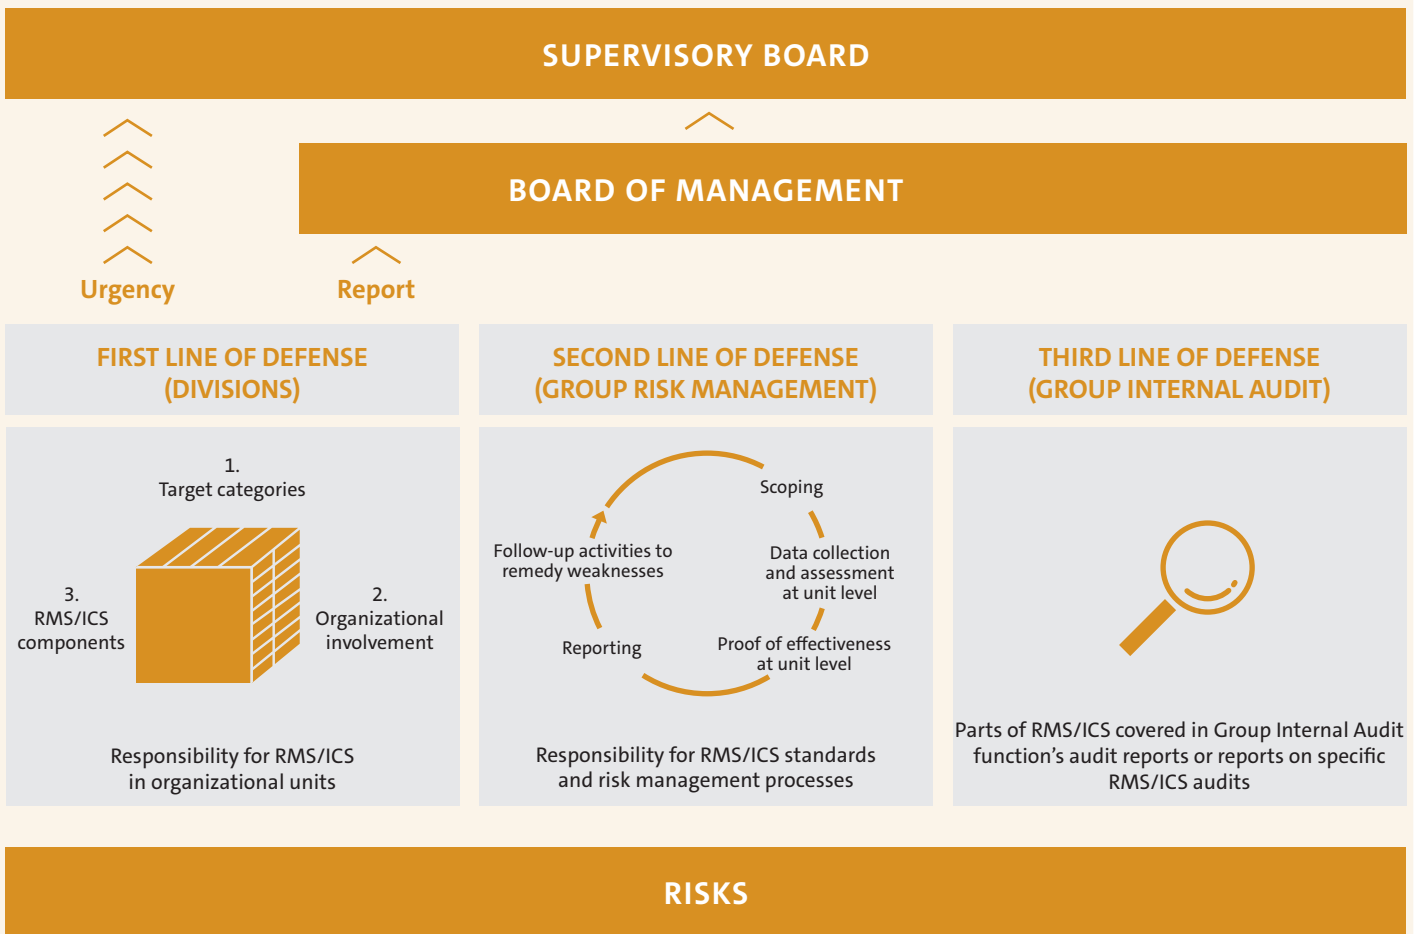 SUPERVISORY BOARD
BOARD OF MANAGEMENT
Urgency
Report
FIRST LINE OF DEFENSE
(DIVISIONS)
1.
Target categories
3.
RMS/ICS
components
2.
Organizational
involvement
Responsibility for RMS/ICS
in organizational units
SECOND LINE OF DEFENSE
(GROUP RISK MANAGEMENT)
Scoping
Data collection
and assessment
at unit level
Proof of effectiveness
at unit level
Reporting
Follow-up activities to
remedy weaknesses
Responsibility for RMS/ICS standards
and risk management processes
THIRD LINE OF DEFENSE
(GROUP INTERNAL AUDIT)
Parts of RMS/ICS covered in Group Internal Audit
function’s audit reports or reports on specific
RMS/ICS audits
RISKS